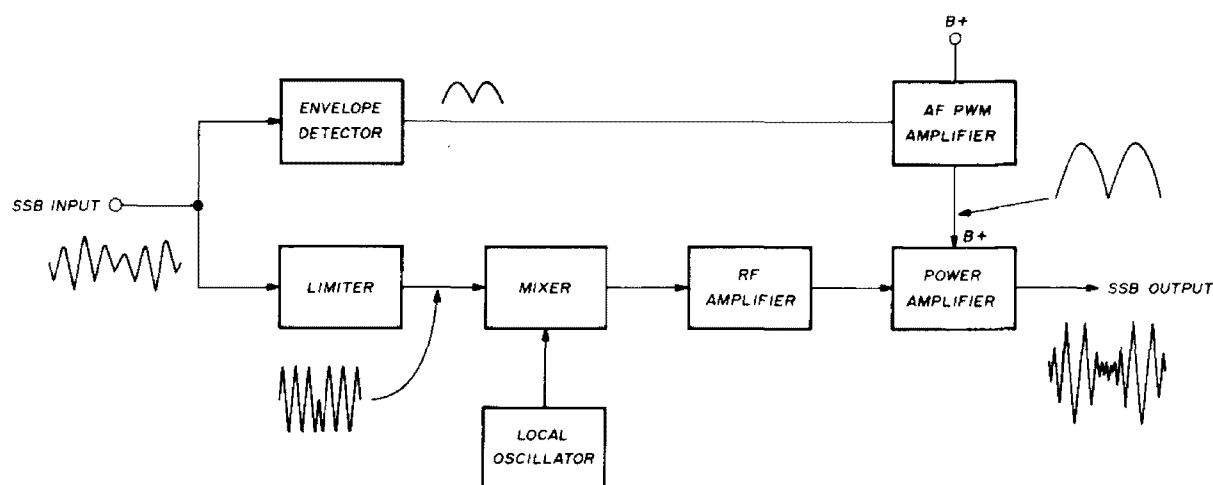 B+
ENVELOPE
DETECTOR
AF PWM
AMPLIFIER
SSB INPUT
B+
LIMITER
MIXER
RF
AMPLIFIER
POWER
AMPLIFIER
SSB OUTPUT
LOCAL
OSCILLATOR